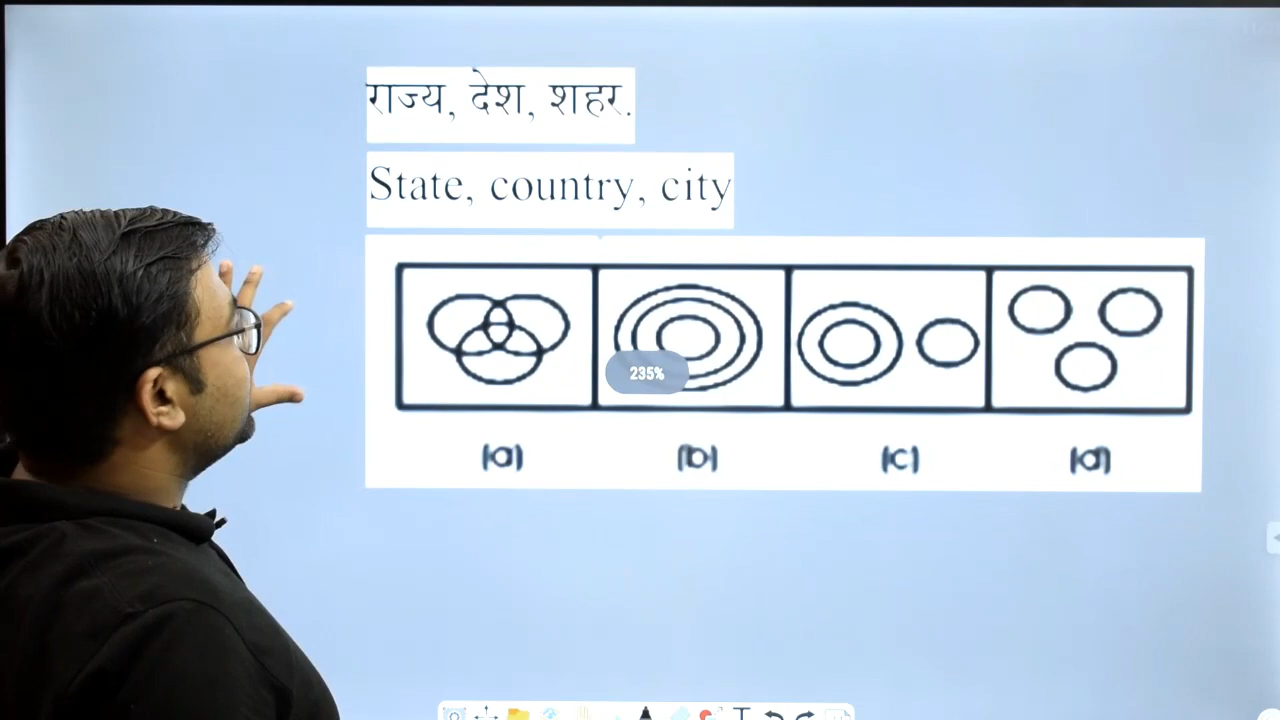 राज्य, देश, शहर.
State, country, city
235%
(a) (b) (c) (d)